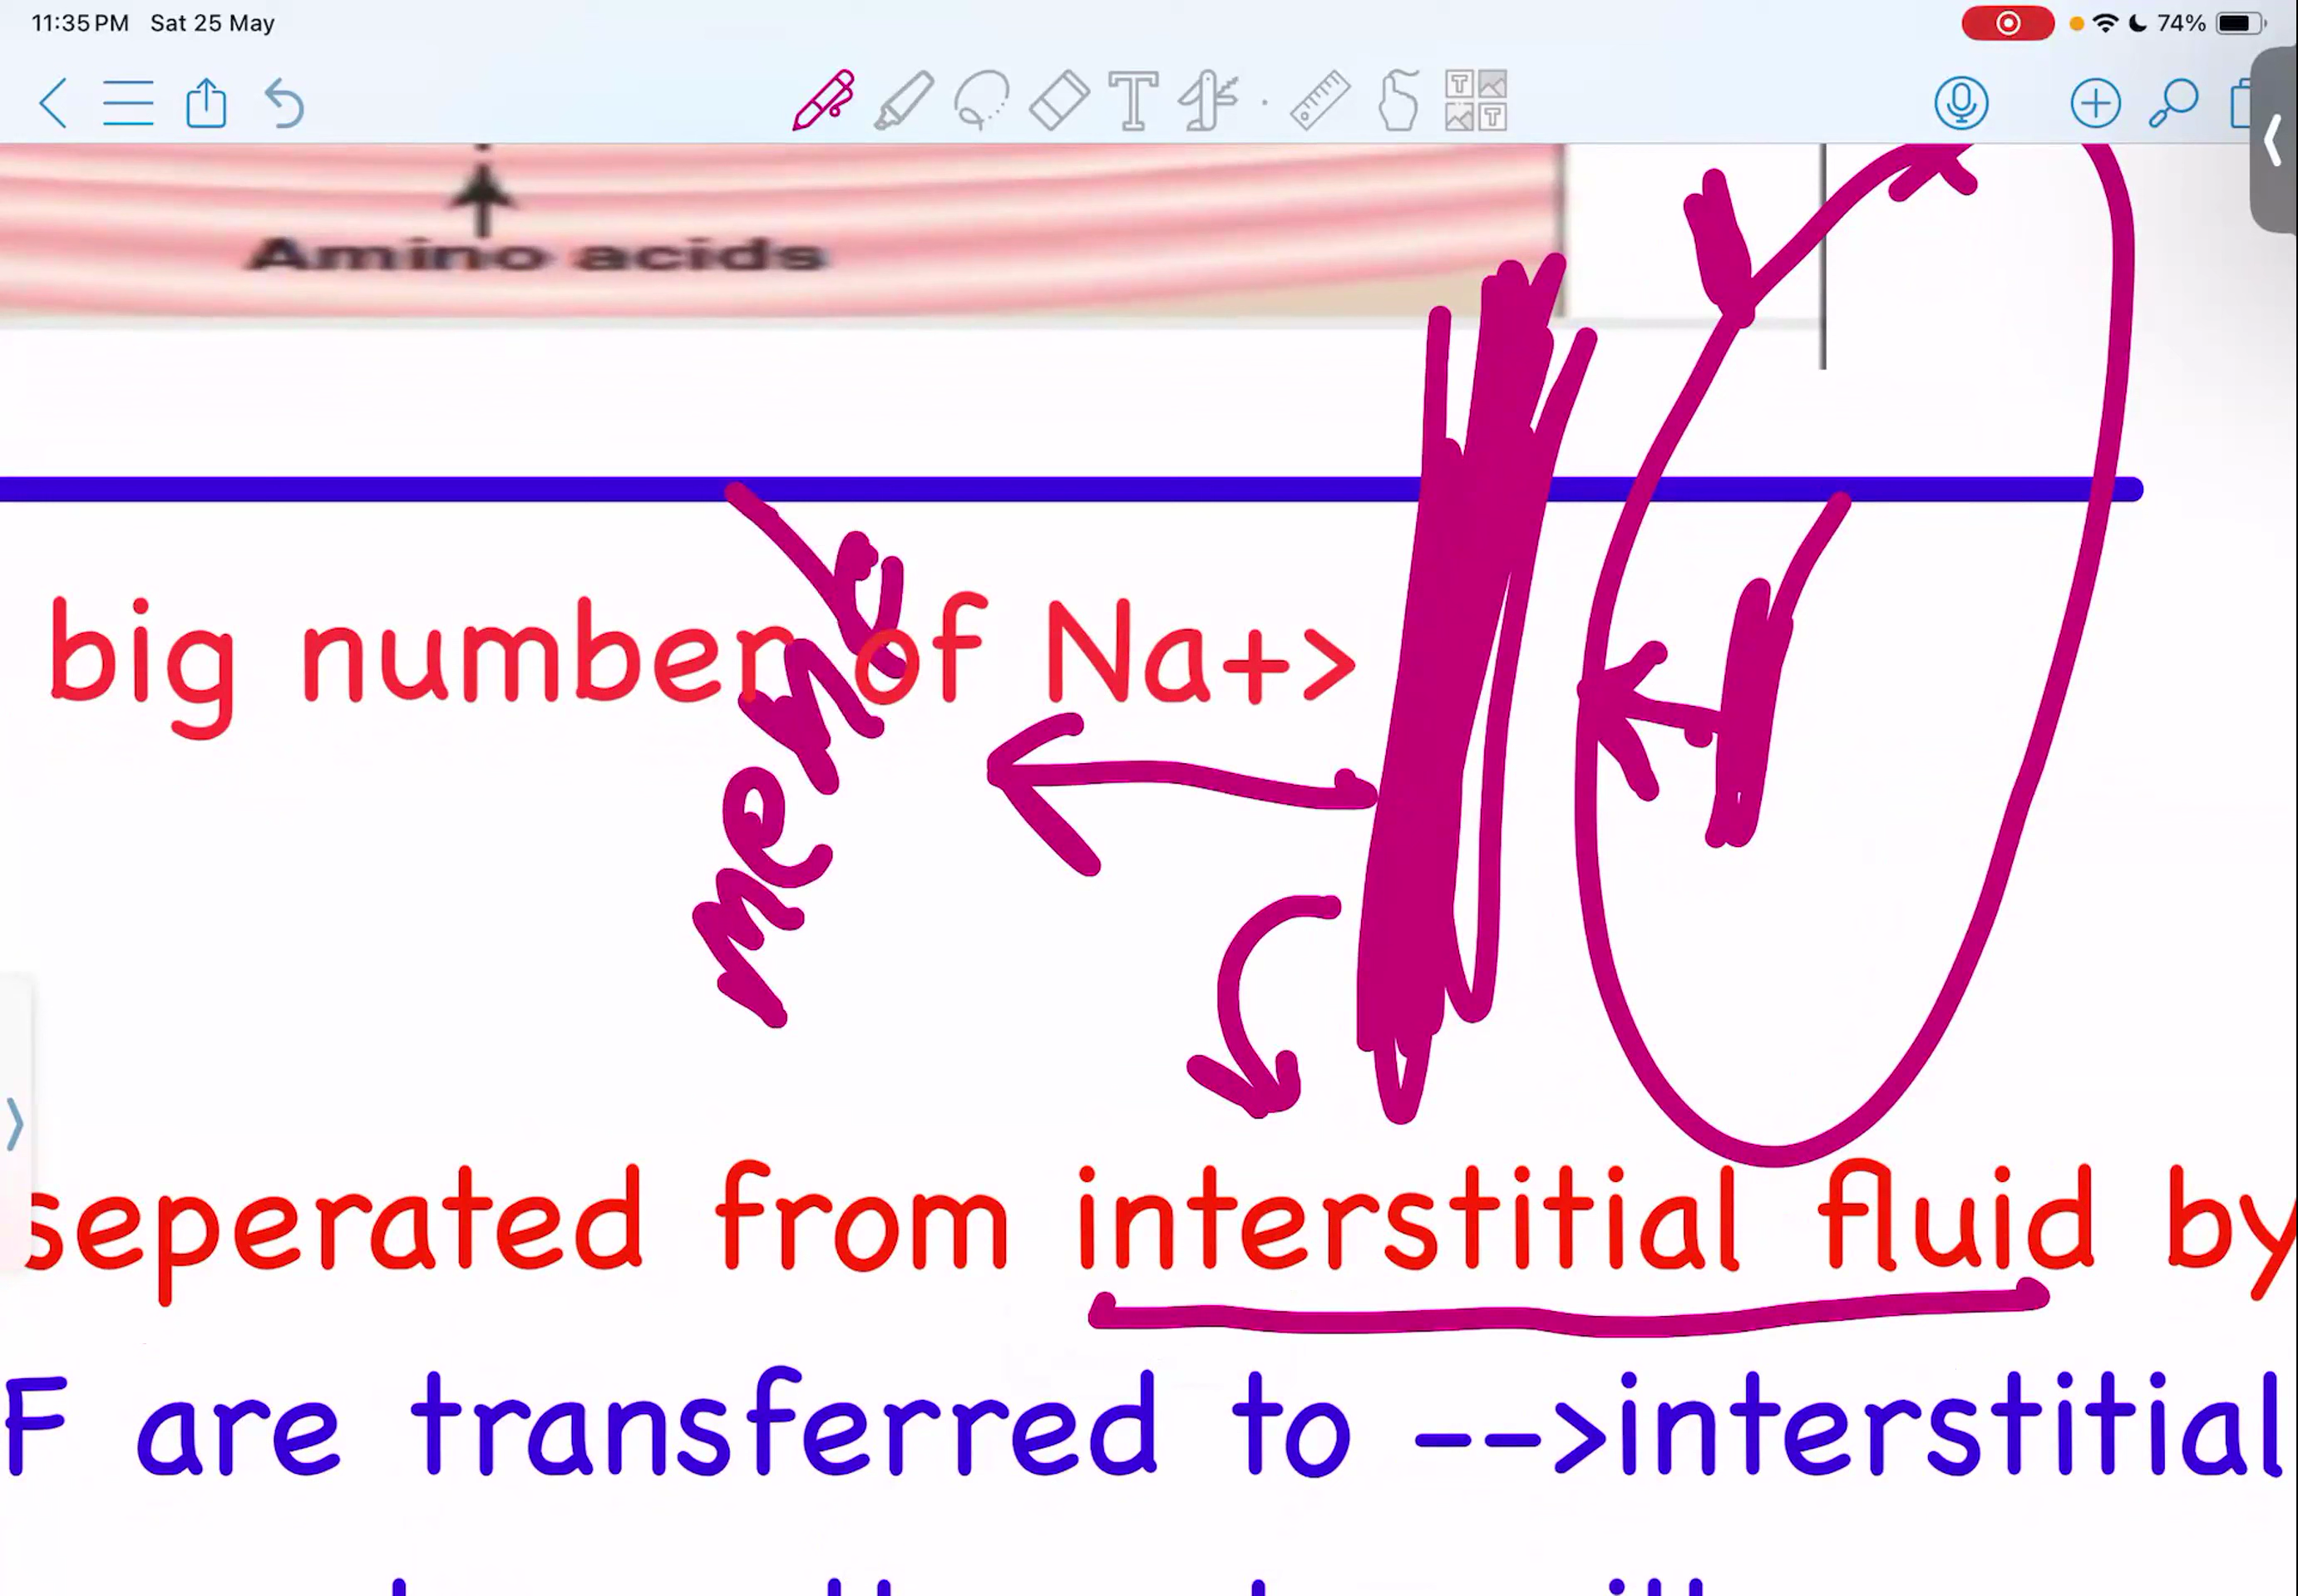 11:35 PM Sat 25 May
74%
Amino acids
big number of Na+>
seperated from interstitial fluid by
F are transferred to -->interstitial